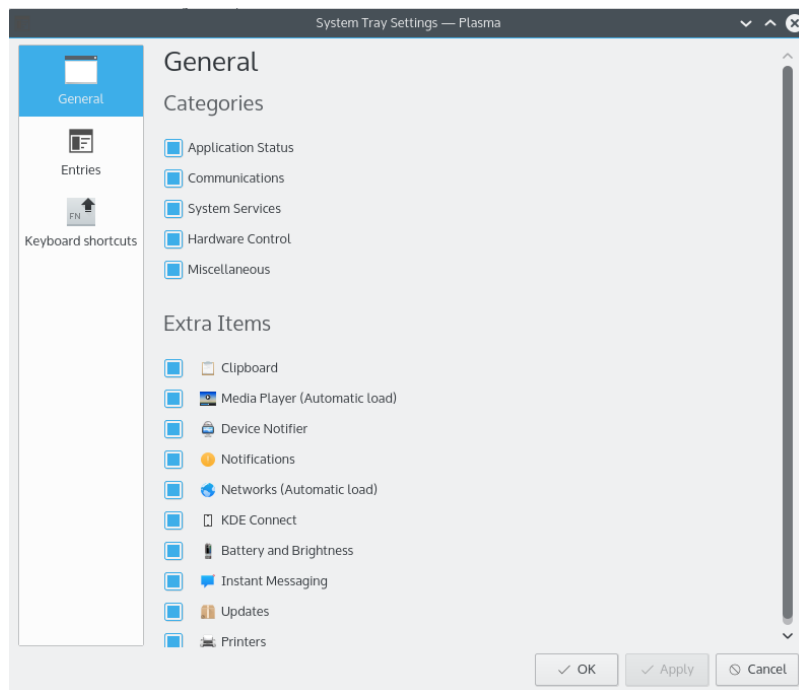 System Tray Settings — Plasma
General
General
Categories
Application Status
Entries
Communications
System Services
FN
Hardware Control
Keyboard shortcuts
Miscellaneous
Extra Items
Clipboard
Media Player (Automatic load)
Device Notifier
Notifications
Networks (Automatic load)
KDE Connect
Battery and Brightness
Instant Messaging
Updates
Printers
OK
Apply
Cancel